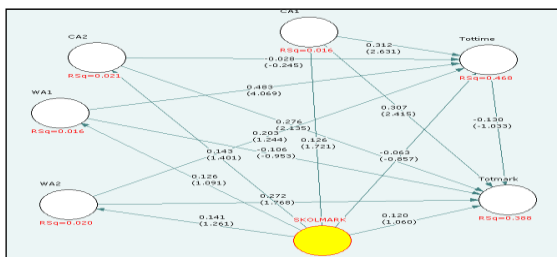 CA1
RSq=0.016
CA2
RSq=0.021
Tottime
RSq=0.468
0.312
(2.631)
-0.028
(-0.245)
0.483
(4.069)
WA1
RSq=0.016
0.276
(2.135)
0.203
(1.244)
-0.106
(-0.953)
0.307
(2.415)
0.126
(1.721)
-0.130
(-1.033)
0.143
(1.401)
-0.063
(-0.857)
0.126
(1.091)
WA2
RSq=0.020
0.272
(1.768)
Totmark
RSq=0.388
0.141
(1.261)
SKOLMARK
0.120
(1.060)